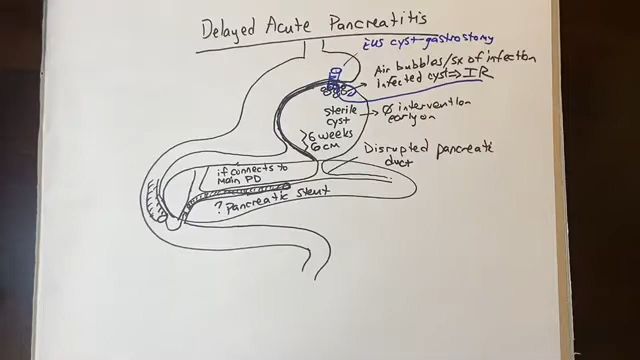 Delayed Acute Pancreatitis
EUS cyst-gastrostomy
Air bubbles/sx of infection
infected cyst ⇒ IR
sterile
cyst
→ Ø intervention
early on
6 weeks
6 cm
Disrupted pancreatic
duct
if connects to
main PD
? Pancreatic stent